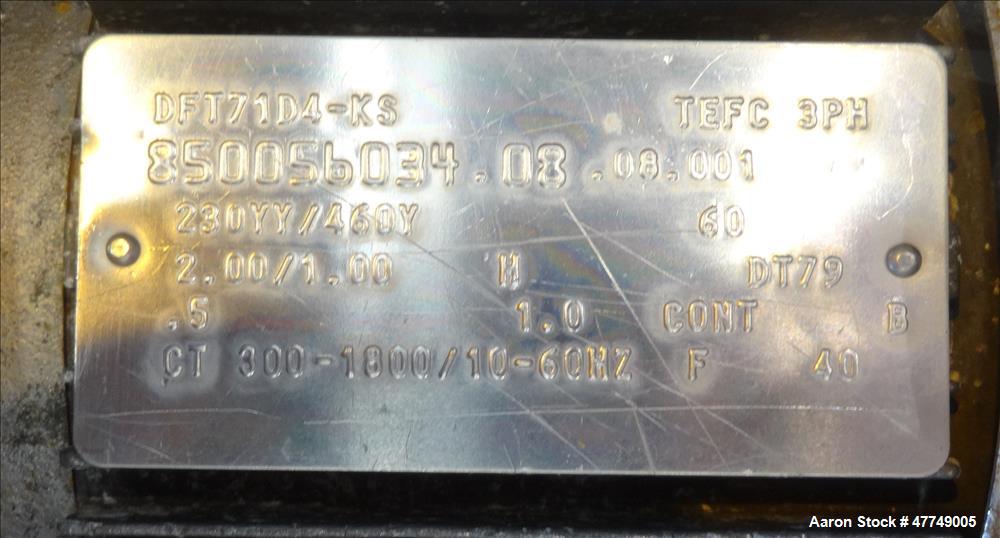 DFT71D4-KS TEFC 3PH
850056034.08.08.001
230YY/460Y 60
2.00/1.00 H DT79
.5 1.0 CONT B
CT 300-1800/10-60HZ F 40
Aaron Stock # 47749005